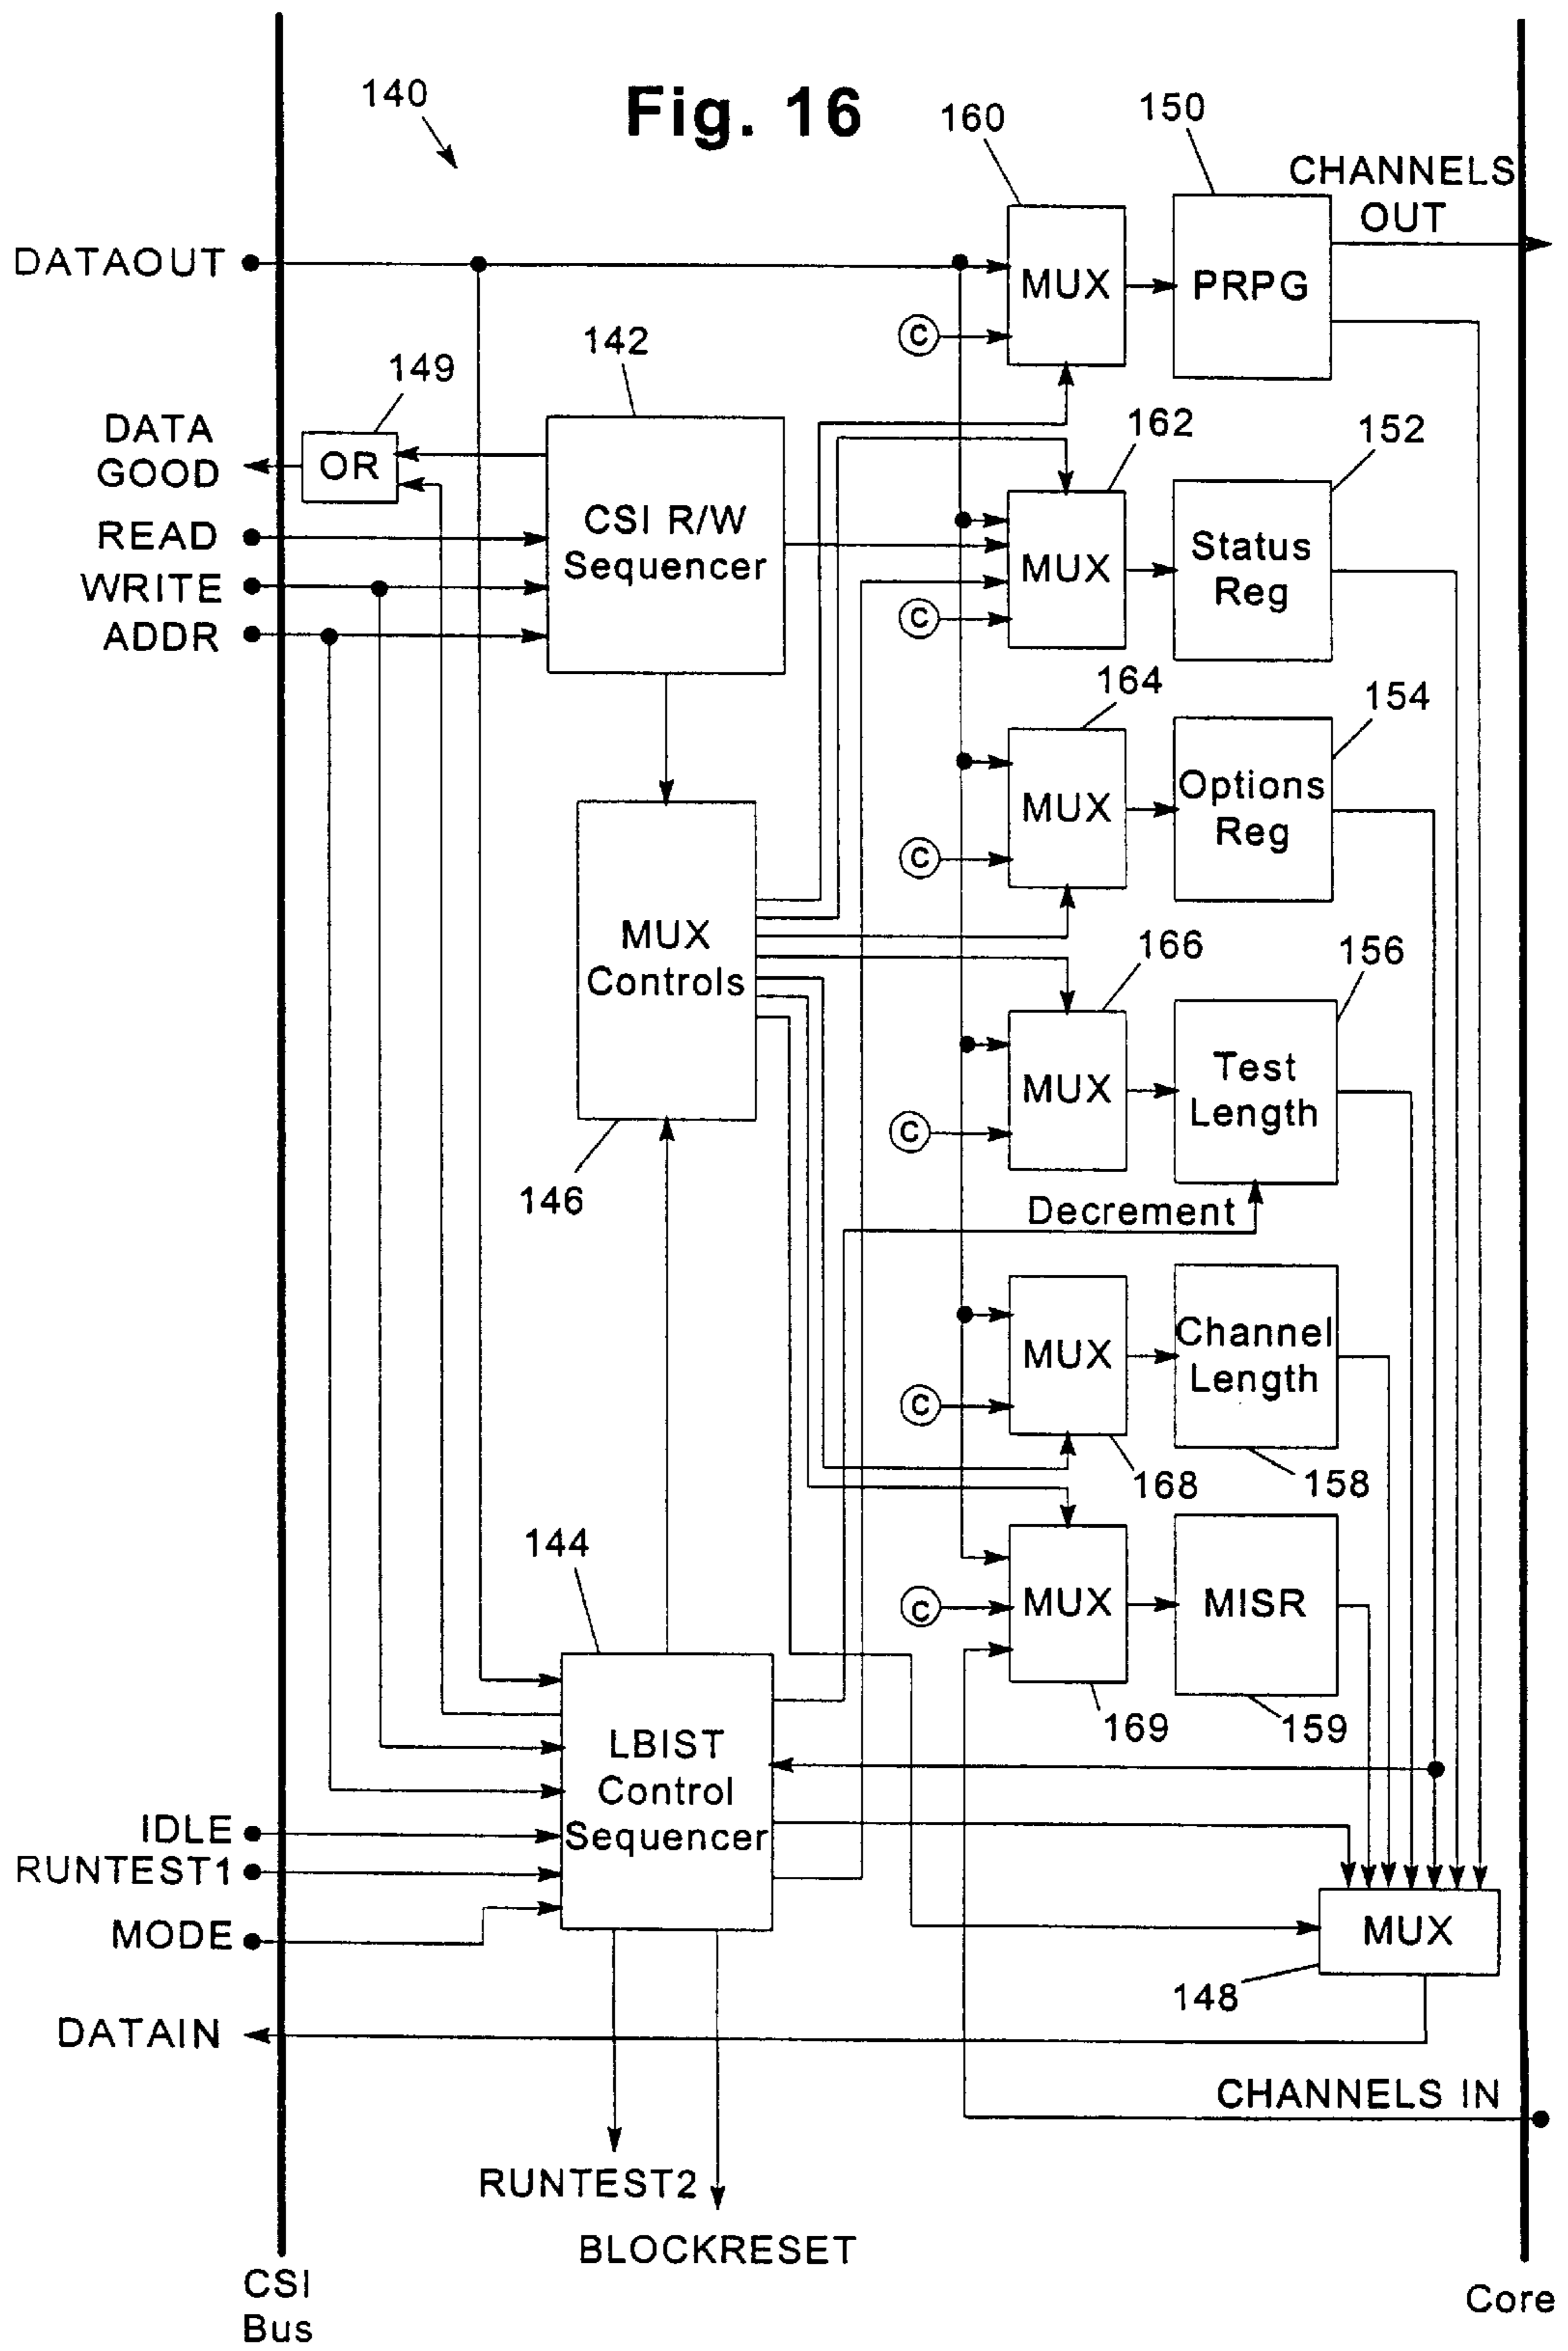 Fig. 16
140
160
150
CHANNELS
OUT
DATAOUT
MUX
PRPG
C
142
149
DATA
GOOD
OR
162
152
READ
WRITE
ADDR
CSI R/W
Sequencer
MUX
Status
Reg
C
164
154
MUX
Options
Reg
C
MUX
Controls
146
166
156
MUX
Test
Length
C
Decrement
MUX
Channel
Length
C
168
158
144
MUX
MISR
C
169
159
LBIST
Control
Sequencer
IDLE
RUNTEST1
MODE
MUX
148
DATAIN
CHANNELS IN
RUNTEST2
BLOCKRESET
CSI
Bus
Core